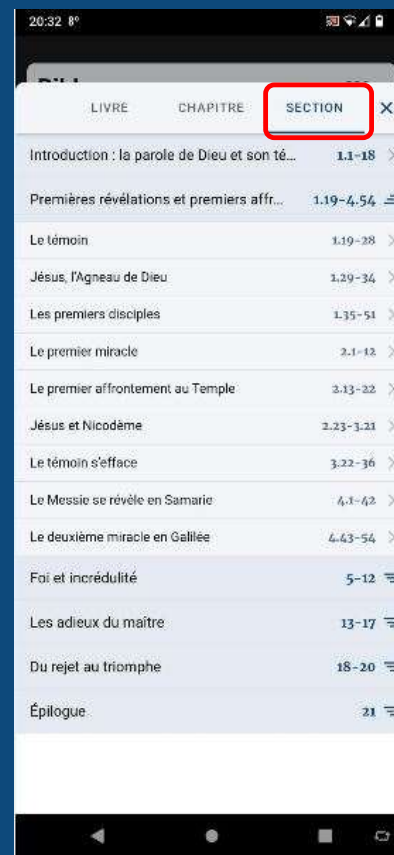 20:32 8°
LIVRE CHAPITRE SECTION
Introduction : la parole de Dieu et son té... 1.1-18
Premières révélations et premiers affr... 1.19-4.54
Le témoin 1.19-28
Jésus, l'Agneau de Dieu 1.29-34
Les premiers disciples 1.35-51
Le premier miracle 2.1-12
Le premier affrontement au Temple 2.13-22
Jésus et Nicodème 2.23-3.21
Le témoin s'efface 3.22-36
Le Messie se révèle en Samarie 4.1-42
Le deuxième miracle en Galilée 4.43-54
Foi et incrédulité 5-12
Les adieux du maître 13-17
Du rejet au triomphe 18-20
Épilogue 21